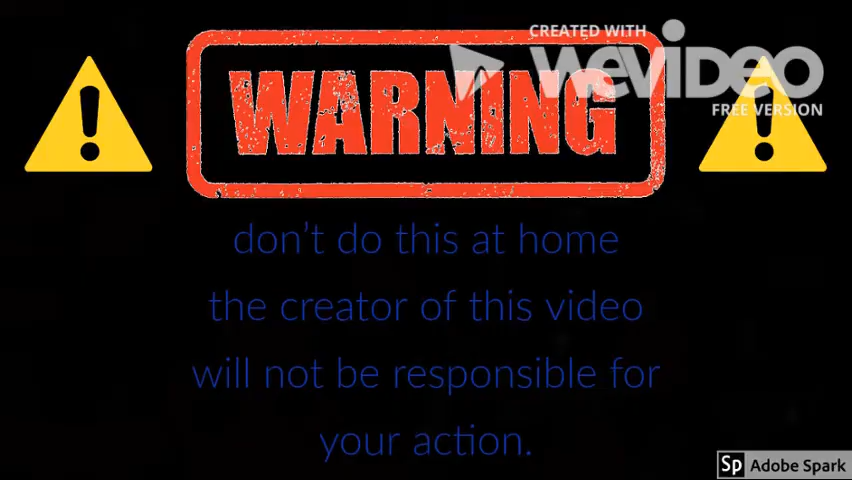 CREATED WITH
WEVIDEO
FREE VERSION
WARNING
don't do this at home
the creator of this video
will not be responsible for
your action.
Sp Adobe Spark